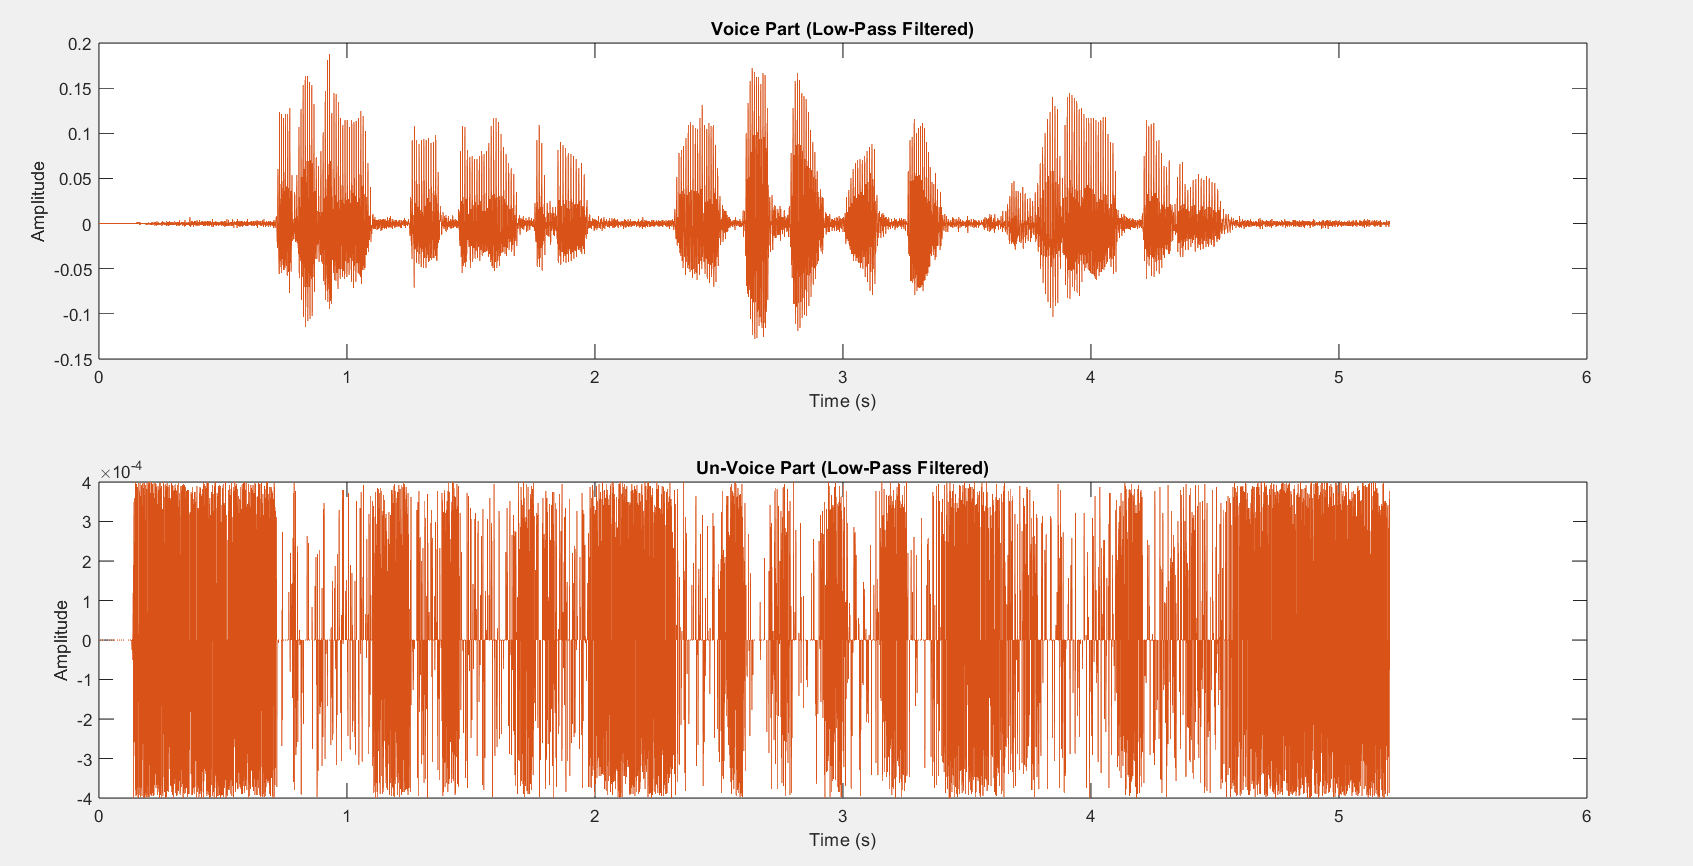 Voice Part (Low-Pass Filtered)
Amplitude
0.2
0.15
0.1
0.05
0
-0.05
-0.1
-0.15
0 1 2 3 4 5 6
Time (s)
Un-Voice Part (Low-Pass Filtered)
×10-4
Amplitude
4
3
2
1
0
-1
-2
-3
-4
0 1 2 3 4 5 6
Time (s)